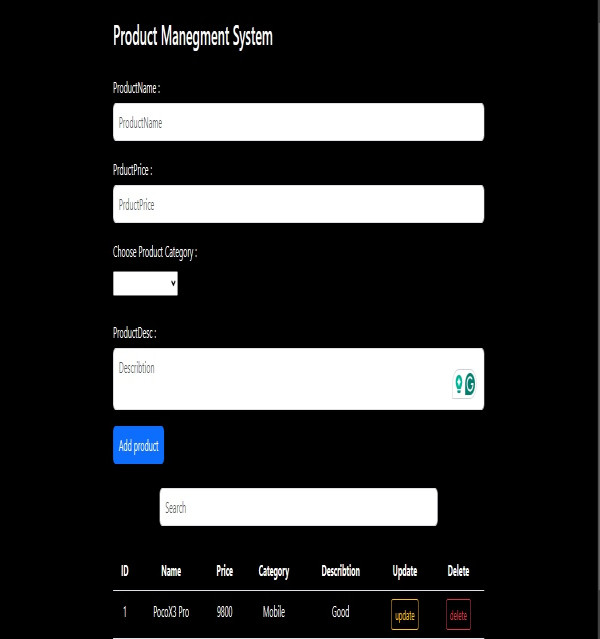 Product Manegment System
ProductName :
ProductName
PrductPrice :
PrductPrice
Choose Product Category :
ProductDesc :
Describtion
Add product
Search
ID Name Price Category Describtion Update Delete
1 PocoX3 Pro 9800 Mobile Good update delete